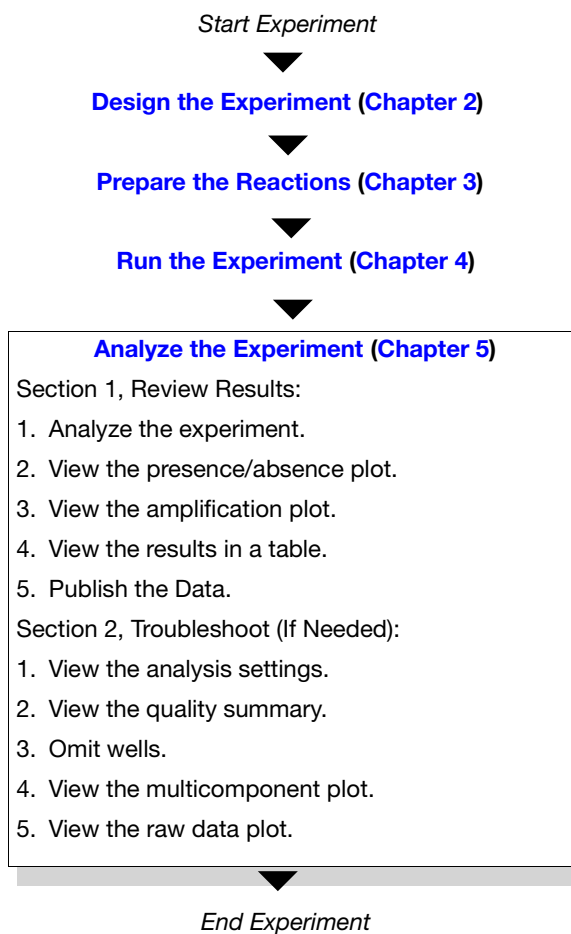 Start Experiment
Design the Experiment (Chapter 2)
Prepare the Reactions (Chapter 3)
Run the Experiment (Chapter 4)
Analyze the Experiment (Chapter 5)
Section 1, Review Results:
1. Analyze the experiment.
2. View the presence/absence plot.
3. View the amplification plot.
4. View the results in a table.
5. Publish the Data.
Section 2, Troubleshoot (If Needed):
1. View the analysis settings.
2. View the quality summary.
3. Omit wells.
4. View the multicomponent plot.
5. View the raw data plot.
End Experiment